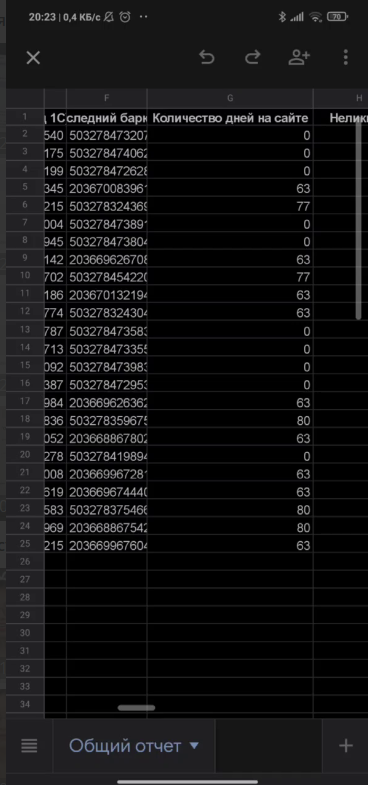 20:23 | 0,4 КБ/с
70
F G H
1 1С следний барк Количество дней на сайте Нелик
2 540 503278473207 0
3 175 503278474062 0
4 199 503278472628 0
5 345 203670083961 63
6 215 503278324369 77
7 004 503278473891 0
8 945 503278473804 0
9 142 203669626708 63
10 702 503278454220 77
11 186 203670132194 63
12 774 503278324304 63
13 787 503278473583 0
14 713 503278473355 0
15 092 503278473983 0
16 387 503278472953 0
17 984 203669626362 63
18 836 503278359675 80
19 052 203668867802 63
20 278 503278419894 0
21 008 203669967281 63
22 619 203669674440 63
23 583 503278375466 80
24 969 203668867542 80
25 215 203669967604 63
26
27
28
29
30
31
32
33
34
Общий отчет